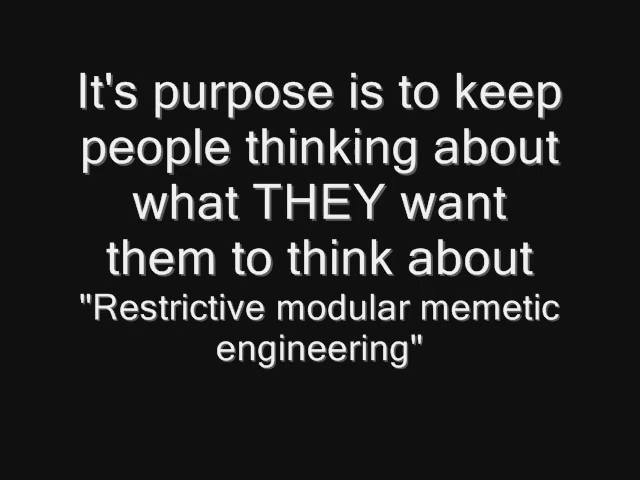 It's purpose is to keep
people thinking about
what THEY want
them to think about
"Restrictive modular memetic
engineering"